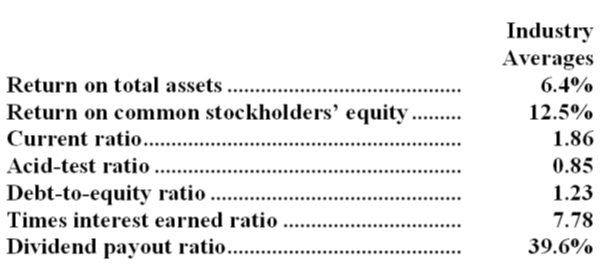 Industry
Averages
Return on total assets .......................................... 6.4%
Return on common stockholders’ equity ......... 12.5%
Current ratio......................................................... 1.86
Acid-test ratio ....................................................... 0.85
Debt-to-equity ratio ............................................. 1.23
Times interest earned ratio ................................ 7.78
Dividend payout ratio.......................................... 39.6%